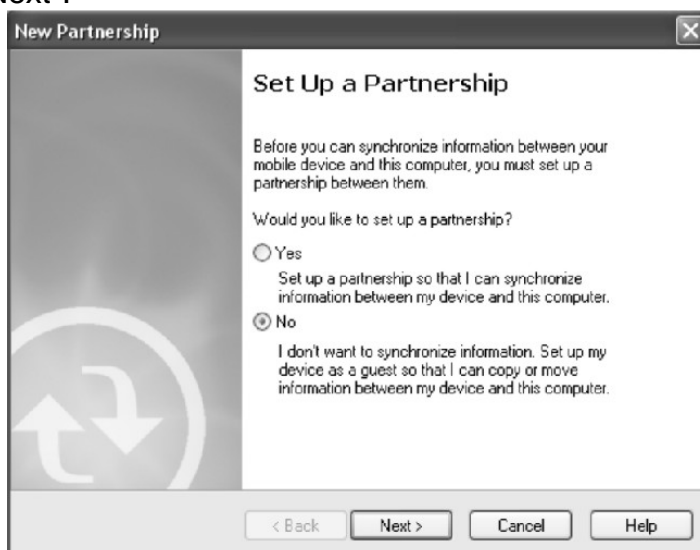 New Partnership
Set Up a Partnership
Before you can synchronize information between your
mobile device and this computer, you must set up a
partnership between them.
Would you like to set up a partnership?
Yes
Set up a partnership so that I can synchronize
information between my device and this computer.
No
I don't want to synchronize information. Set up my
device as a guest so that I can copy or move
information between my device and this computer.
< Back Next > Cancel Help